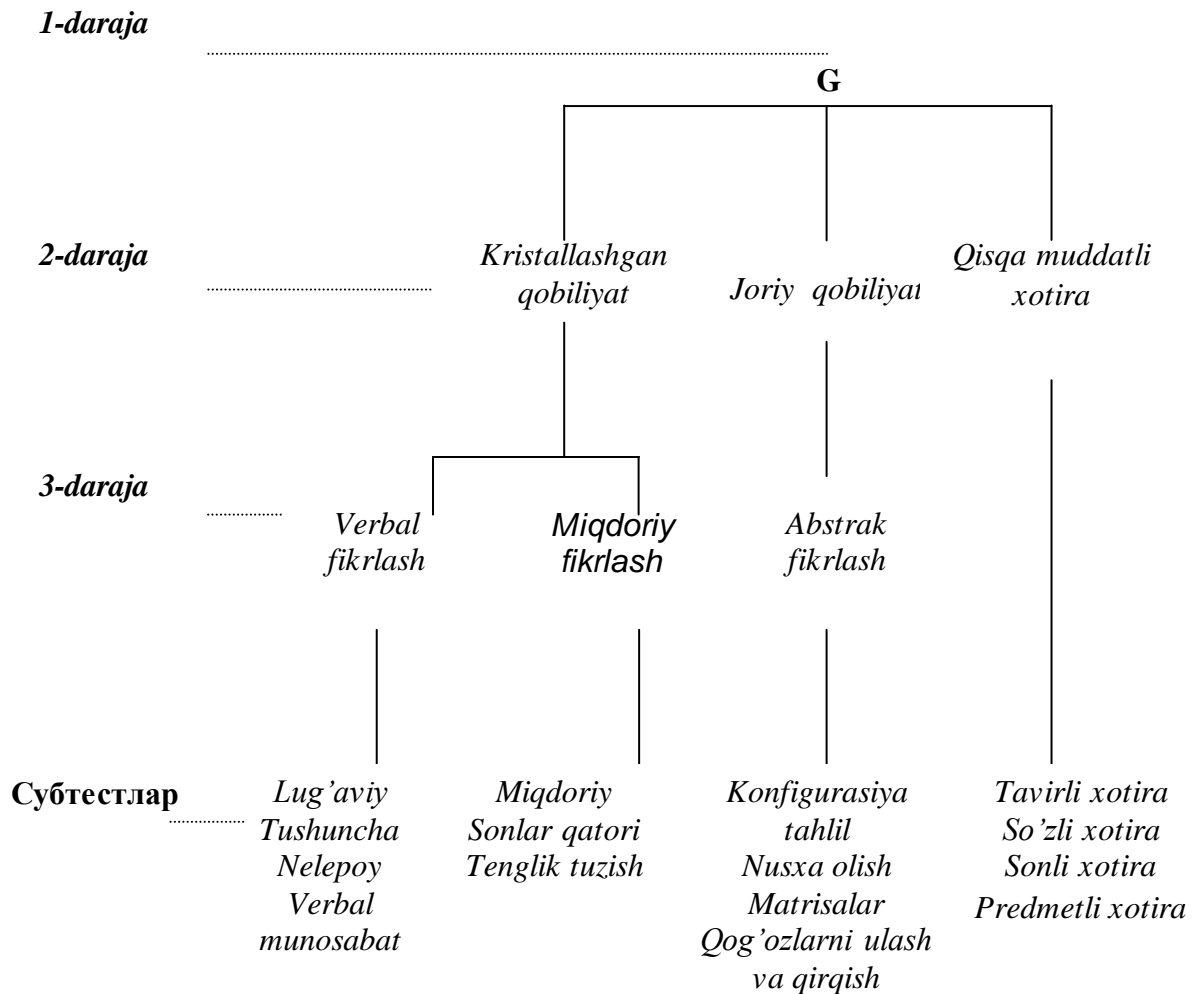 1-daraja
G
2-daraja
Kristallashgan
qobiliyat
Joriy qobiliyat
Qisqa muddatli
xotira
3-daraja
Verbal
fikrlash
Miqdoriy
fikrlash
Abstrak
fikrlash
Субтестлар
Lug’aviy
Tushuncha
Nelepoy
Verbal
munosabat
Miqdoriy
Sonlar qatori
Tenglik tuzish
Konfigurasiya
tahlil
Nusxa olish
Matrisalar
Qog’ozlarni ulash
va qirqish
Tavirli xotira
So’zli xotira
Sonli xotira
Predmetli xotira